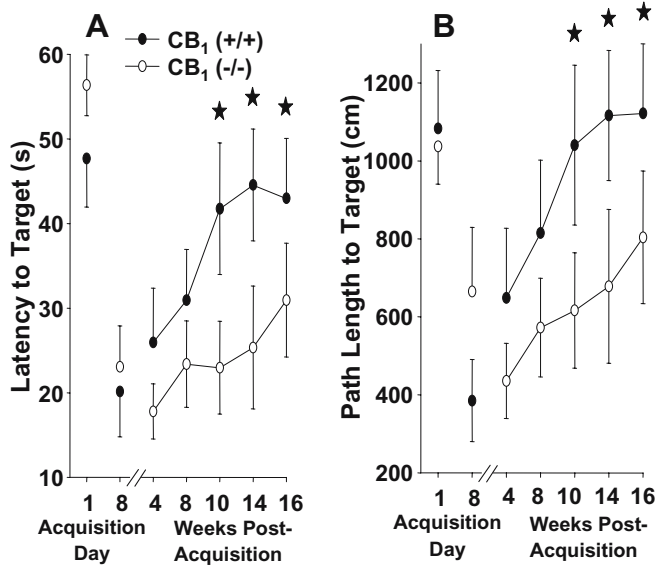 A
CB1 (+/+)
CB1 (-/-)
Latency to Target (s)
60
50
40
30
20
10
1 8 4 8 10 14 16
Acquisition Day
Weeks Post-Acquisition
B
Path Length to Target (cm)
1200
1000
800
600
400
200
1 8 4 8 10 14 16
Acquisition Day
Weeks Post-Acquisition